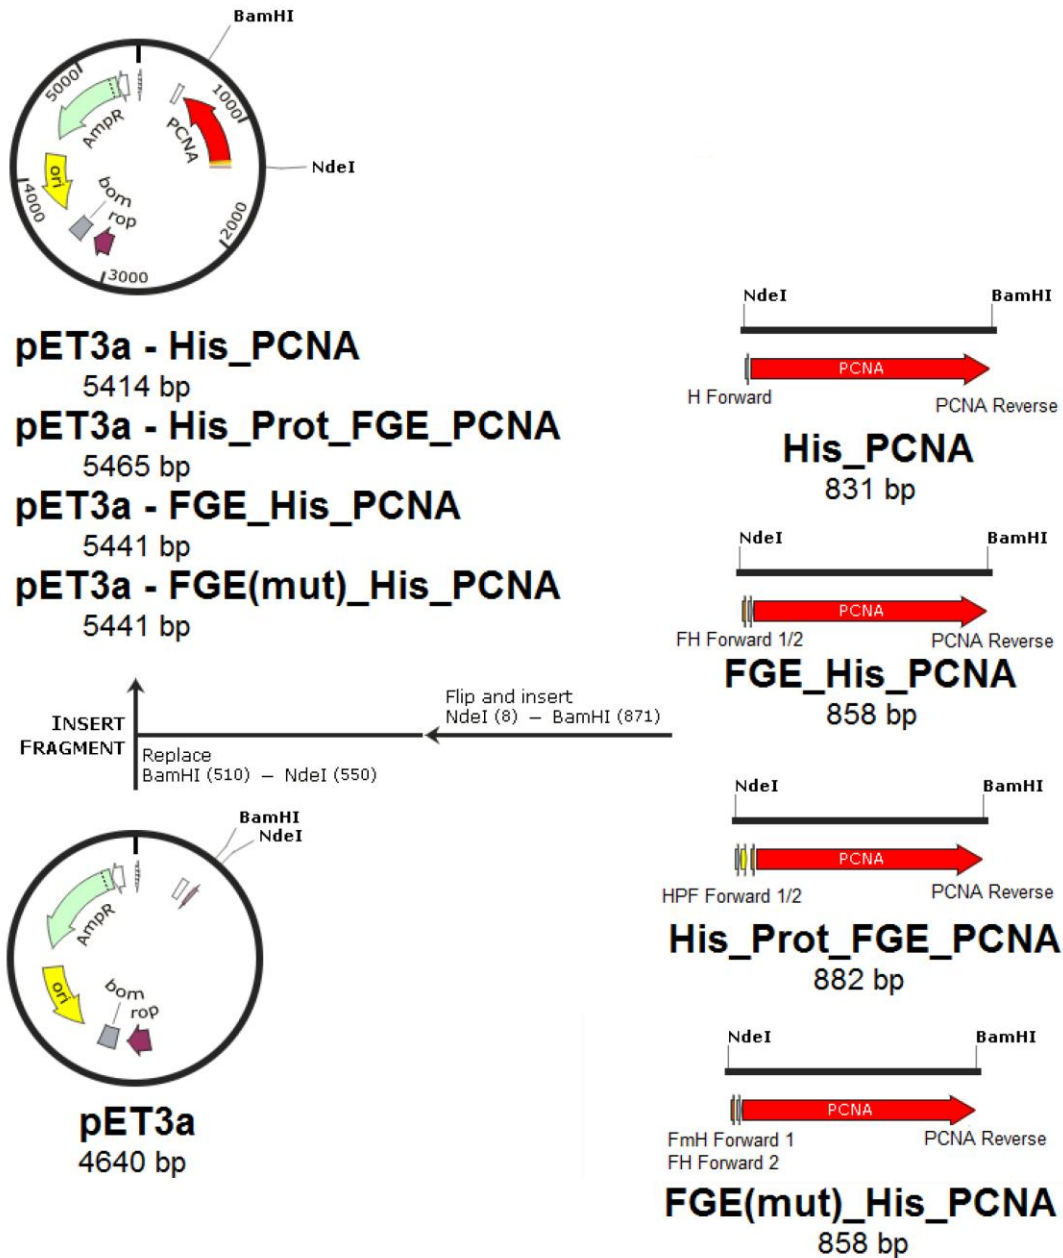 BamHI
5000
1000
AmpR
PCNA
NdeI
ori
4000
bom
rop
2000
3000
pET3a - His_PCNA
5414 bp
pET3a - His_Prot_FGE_PCNA
5465 bp
pET3a - FGE_His_PCNA
5441 bp
pET3a - FGE(mut)_His_PCNA
5441 bp
INSERT
FRAGMENT
Replace
BamHI (510) – NdeI (550)
Flip and insert
NdeI (8) – BamHI (871)
BamHI
NdeI
AmpR
ori
bom
rop
pET3a
4640 bp
NdeI
BamHI
PCNA
H Forward
PCNA Reverse
His_PCNA
831 bp
NdeI
BamHI
PCNA
FH Forward 1/2
PCNA Reverse
FGE_His_PCNA
858 bp
NdeI
BamHI
PCNA
HPF Forward 1/2
PCNA Reverse
His_Prot_FGE_PCNA
882 bp
NdeI
BamHI
PCNA
FmH Forward 1
FH Forward 2
PCNA Reverse
FGE(mut)_His_PCNA
858 bp